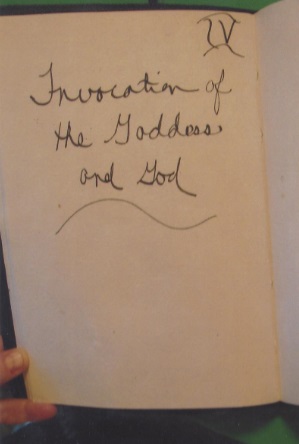 IV
Invocation of
the Goddess
and God